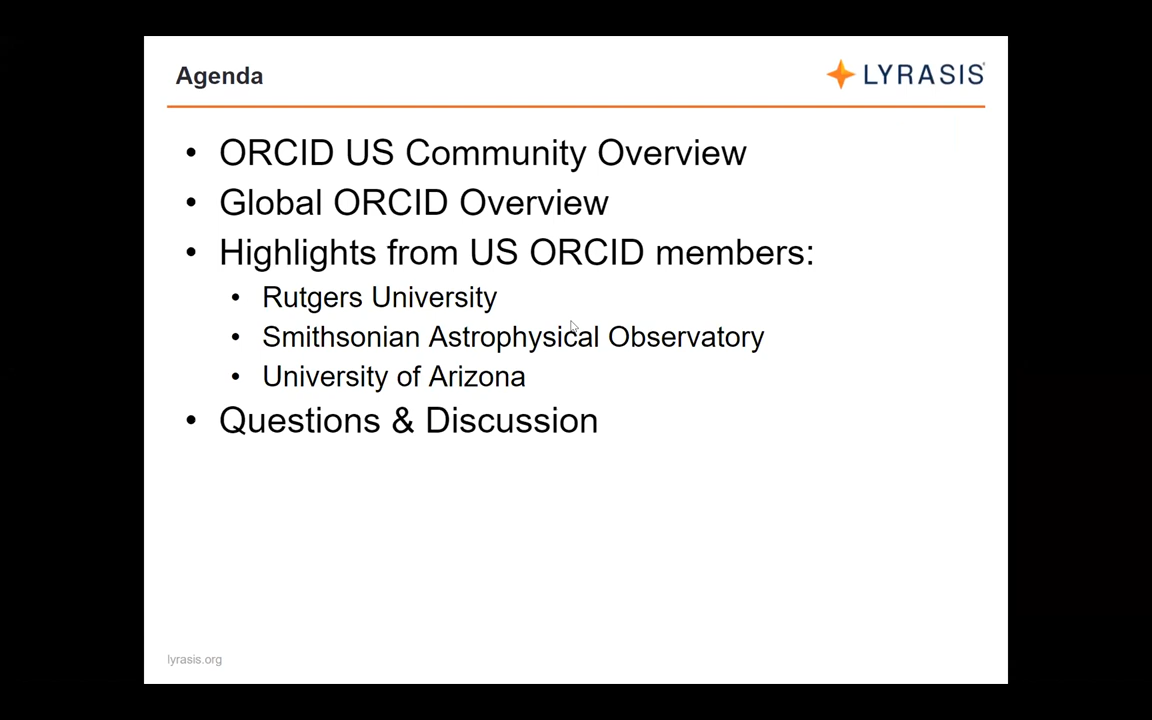 Agenda
LYRASIS
• ORCID US Community Overview
• Global ORCID Overview
• Highlights from US ORCID members:
• Rutgers University
• Smithsonian Astrophysical Observatory
• University of Arizona
• Questions & Discussion
lyrasis.org